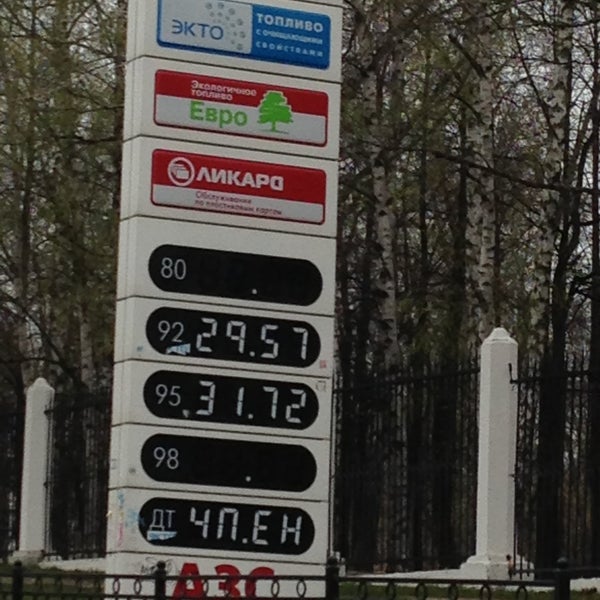 ЭКТО
ТОПЛИВО
С ОЧИЩАЮЩИМИ
СВОЙСТВАМИ
Экологичное
топливо
Евро
ЛИКАРД
Обслуживание
по пластиковым картам
80 .
92 29.57
95 31.72
98 .
ДТ ЧП.ЕН
АЗС